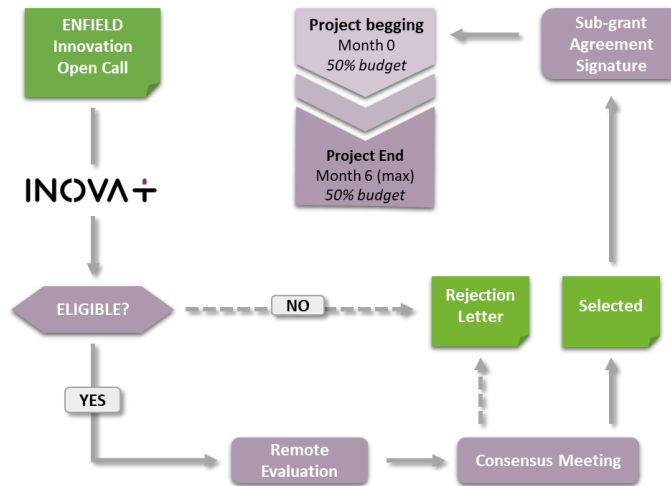 ENFIELD
Innovation
Open Call
Project begging
Month 0
50% budget
Sub-grant
Agreement
Signature
Project End
Month 6 (max)
50% budget
INOVA+
ELIGIBLE?
NO
Rejection
Letter
Selected
YES
Remote
Evaluation
Consensus Meeting